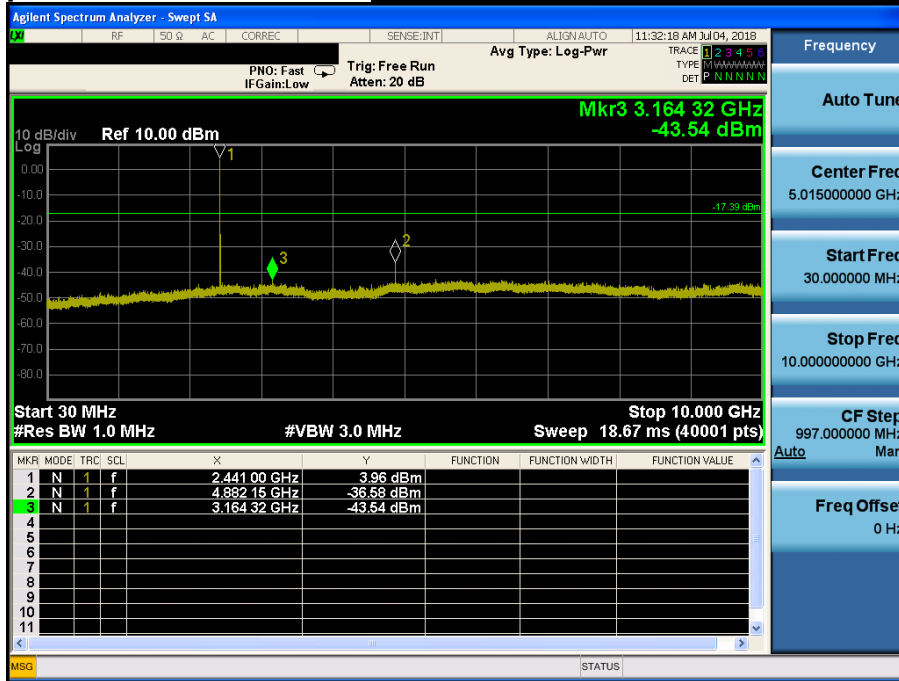 Agilent Spectrum Analyzer - Swept SA
LXI RF 50 Ω AC CORREC SENSE:INT ALIGN AUTO 11:32:18 AM Jul 04, 2018
Frequency
Avg Type: Log-Pwr
TRACE 1 2 3 4 5 6
PNO: Fast Trig: Free Run
TYPE M WWWWW
IFGain:Low Atten: 20 dB
DET P N N N N N
Auto Tune
Mkr3 3.164 32 GHz
-43.54 dBm
10 dB/div Ref 10.00 dBm
Log
1
0.00
-10.0
-17.39 dBm
-20.0
-30.0
2
3
-40.0
-50.0
-60.0
-70.0
-80.0
Center Freq
5.015000000 GHz
Start Freq
30.000000 MHz
Stop Freq
10.000000000 GHz
Start 30 MHz Stop 10.000 GHz
#Res BW 1.0 MHz #VBW 3.0 MHz Sweep 18.67 ms (40001 pts)
CF Step
997.000000 MHz
Auto Man
MKR MODE TRC SCL X Y FUNCTION FUNCTION WIDTH FUNCTION VALUE
1 N 1 f 2.441 00 GHz 3.96 dBm
2 N 1 f 4.882 15 GHz -36.58 dBm
3 N 1 f 3.164 32 GHz -43.54 dBm
4
5
6
7
8
9
10
11
Freq Offset
0 Hz
MSG STATUS